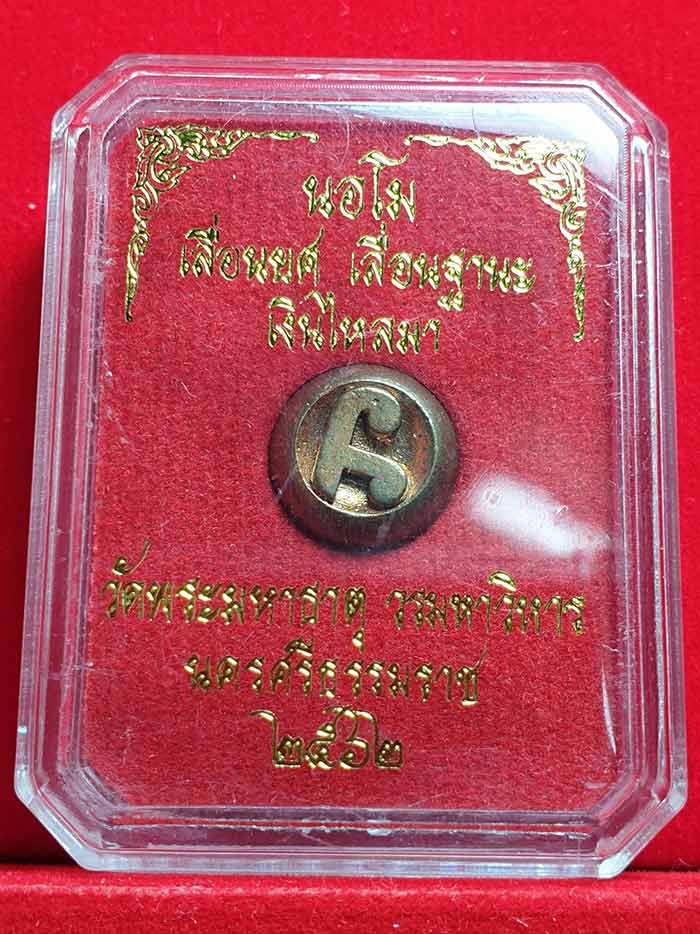 นอโม
เลื่อนยศ เลื่อนฐานะ
เงินไหลมา
วัดพระมหาธาตุ วรมหาวิหาร
นครศรีธรรมราช
๒๕๖๒